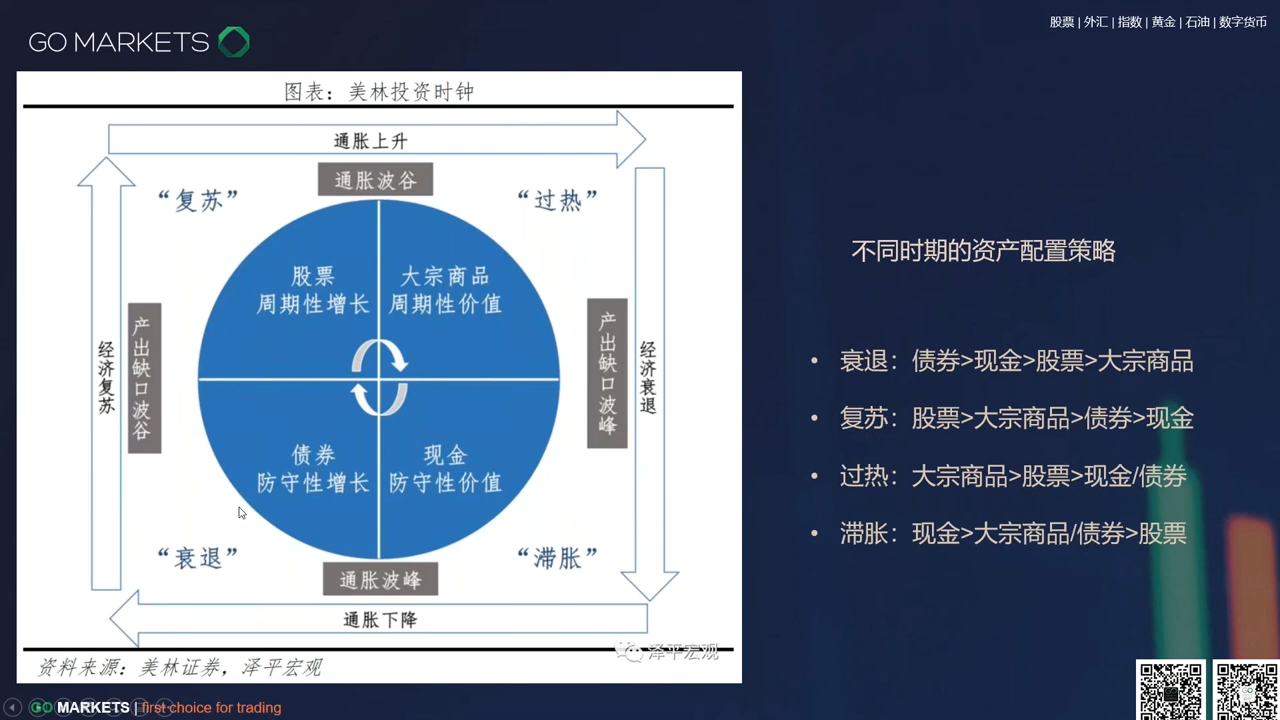 GO MARKETS
股票 | 外汇 | 指数 | 黄金 | 石油 | 数字货币
图表：美林投资时钟
通胀上升
通胀波谷
“复苏”
“过热”
股票
周期性增长
大宗商品
周期性价值
经济复苏
产出缺口波谷
产出缺口波峰
经济衰退
债券
防守性增长
现金
防守性价值
“衰退”
“滞胀”
通胀波峰
通胀下降
泽平宏观
资料来源：美林证券，泽平宏观
不同时期的资产配置策略
• 衰退：债券>现金>股票>大宗商品
• 复苏：股票>大宗商品>债券>现金
• 过热：大宗商品>股票>现金/债券
• 滞胀：现金>大宗商品/债券>股票
GO MARKETS | first choice for trading